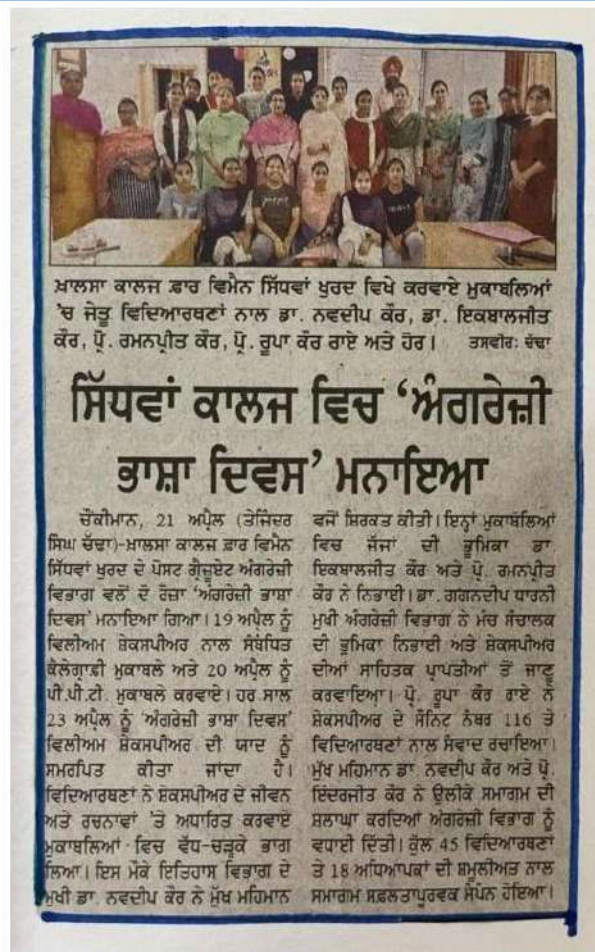 ਖ਼ਾਲਸਾ ਕਾਲਜ ਫ਼ਾਰ ਵਿਮੈਨ ਸਿੱਧਵਾਂ ਖੁਰਦ ਵਿਖੇ ਕਰਵਾਏ ਮੁਕਾਬਲਿਆਂ
'ਚ ਜੇਤੂ ਵਿਦਿਆਰਥਣਾਂ ਨਾਲ ਡਾ. ਨਵਦੀਪ ਕੌਰ, ਡਾ. ਇਕਬਾਲਜੀਤ
ਕੌਰ, ਪ੍ਰੋ. ਰਮਨਪ੍ਰੀਤ ਕੌਰ, ਪ੍ਰੋ. ਰੂਪਾ ਕੌਰ ਰਾਏ ਅਤੇ ਹੋਰ। ਤਸਵੀਰ: ਚੱਢਾ
ਸਿੱਧਵਾਂ ਕਾਲਜ ਵਿਚ 'ਅੰਗਰੇਜ਼ੀ
ਭਾਸ਼ਾ ਦਿਵਸ' ਮਨਾਇਆ
ਚੌਕੀਮਾਨ, 21 ਅਪ੍ਰੈਲ (ਤੇਜਿੰਦਰ
ਸਿੰਘ ਚੱਢਾ)-ਖ਼ਾਲਸਾ ਕਾਲਜ ਫ਼ਾਰ ਵਿਮੈਨ
ਸਿੱਧਵਾਂ ਖੁਰਦ ਦੇ ਪੋਸਟ ਗ੍ਰੈਜੂਏਟ ਅੰਗਰੇਜ਼ੀ
ਵਿਭਾਗ ਵਲੋਂ ਦੋ ਰੋਜ਼ਾ 'ਅੰਗਰੇਜ਼ੀ ਭਾਸ਼ਾ
ਦਿਵਸ' ਮਨਾਇਆ ਗਿਆ। 19 ਅਪ੍ਰੈਲ ਨੂੰ
ਵਿਲੀਅਮ ਸ਼ੇਕਸਪੀਅਰ ਨਾਲ ਸੰਬੰਧਿਤ
ਕੈਲੇਗ੍ਰਾਫੀ ਮੁਕਾਬਲੇ ਅਤੇ 20 ਅਪ੍ਰੈਲ ਨੂੰ
ਪੀ.ਪੀ.ਟੀ. ਮੁਕਾਬਲੇ ਕਰਵਾਏ। ਹਰ ਸਾਲ
23 ਅਪ੍ਰੈਲ ਨੂੰ 'ਅੰਗਰੇਜ਼ੀ ਭਾਸ਼ਾ ਦਿਵਸ'
ਵਿਲੀਅਮ ਸ਼ੇਕਸਪੀਅਰ ਦੀ ਯਾਦ ਨੂੰ
ਸਮਰਪਿਤ ਕੀਤਾ ਜਾਂਦਾ ਹੈ।
ਵਿਦਿਆਰਥਣਾਂ ਨੇ ਸ਼ੇਕਸਪੀਅਰ ਦੇ ਜੀਵਨ
ਅਤੇ ਰਚਨਾਵਾਂ 'ਤੇ ਅਧਾਰਿਤ ਕਰਵਾਏ
ਮੁਕਾਬਲਿਆਂ ਵਿਚ ਵੱਧ-ਚੜ੍ਹਕੇ ਭਾਗ
ਲਿਆ। ਇਸ ਮੌਕੇ ਇਤਿਹਾਸ ਵਿਭਾਗ ਦੇ
ਮੁਖੀ ਡਾ. ਨਵਦੀਪ ਕੌਰ ਨੇ ਮੁੱਖ ਮਹਿਮਾਨ
ਵਜੋਂ ਸ਼ਿਰਕਤ ਕੀਤੀ। ਇਨ੍ਹਾਂ ਮੁਕਾਬਲਿਆਂ
ਵਿਚ ਜੱਜਾਂ ਦੀ ਭੂਮਿਕਾ ਡਾ.
ਇਕਬਾਲਜੀਤ ਕੌਰ ਅਤੇ ਪ੍ਰੋ. ਰਮਨਪ੍ਰੀਤ
ਕੌਰ ਨੇ ਨਿਭਾਈ। ਡਾ. ਗਗਨਦੀਪ ਧਾਰਨੀ
ਮੁਖੀ ਅੰਗਰੇਜ਼ੀ ਵਿਭਾਗ ਨੇ ਮੰਚ ਸੰਚਾਲਕ
ਦੀ ਭੂਮਿਕਾ ਨਿਭਾਈ ਅਤੇ ਸ਼ੇਕਸਪੀਅਰ
ਦੀਆਂ ਸਾਹਿਤਕ ਪ੍ਰਾਪਤੀਆਂ ਤੋਂ ਜਾਣੂ
ਕਰਵਾਇਆ। ਪ੍ਰੋ. ਰੂਪਾ ਕੌਰ ਰਾਏ ਨੇ
ਸ਼ੇਕਸਪੀਅਰ ਦੇ ਸੌਨਿਟ ਨੰਬਰ 116 ਤੇ
ਵਿਦਿਆਰਥਣਾਂ ਨਾਲ ਸੰਵਾਦ ਰਚਾਇਆ।
ਮੁੱਖ ਮਹਿਮਾਨ ਡਾ. ਨਵਦੀਪ ਕੌਰ ਅਤੇ ਪ੍ਰੋ.
ਇੰਦਰਜੀਤ ਕੌਰ ਨੇ ਉਲੀਕੇ ਸਮਾਗਮ ਦੀ
ਸ਼ਲਾਘਾ ਕਰਦਿਆਂ ਅੰਗਰੇਜ਼ੀ ਵਿਭਾਗ ਨੂੰ
ਵਧਾਈ ਦਿੱਤੀ। ਕੁੱਲ 45 ਵਿਦਿਆਰਥਣਾਂ
ਤੇ 18 ਅਧਿਆਪਕਾਂ ਦੀ ਸ਼ਮੂਲੀਅਤ ਨਾਲ
ਸਮਾਗਮ ਸਫ਼ਲਤਾਪੂਰਵਕ ਸੰਪੰਨ ਹੋਇਆ।